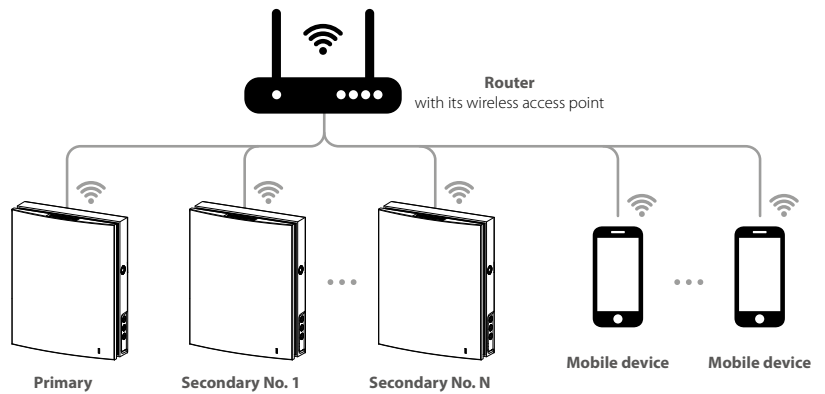 Router
with its wireless access point
Primary
Secondary No. 1
Secondary No. N
Mobile device
Mobile device